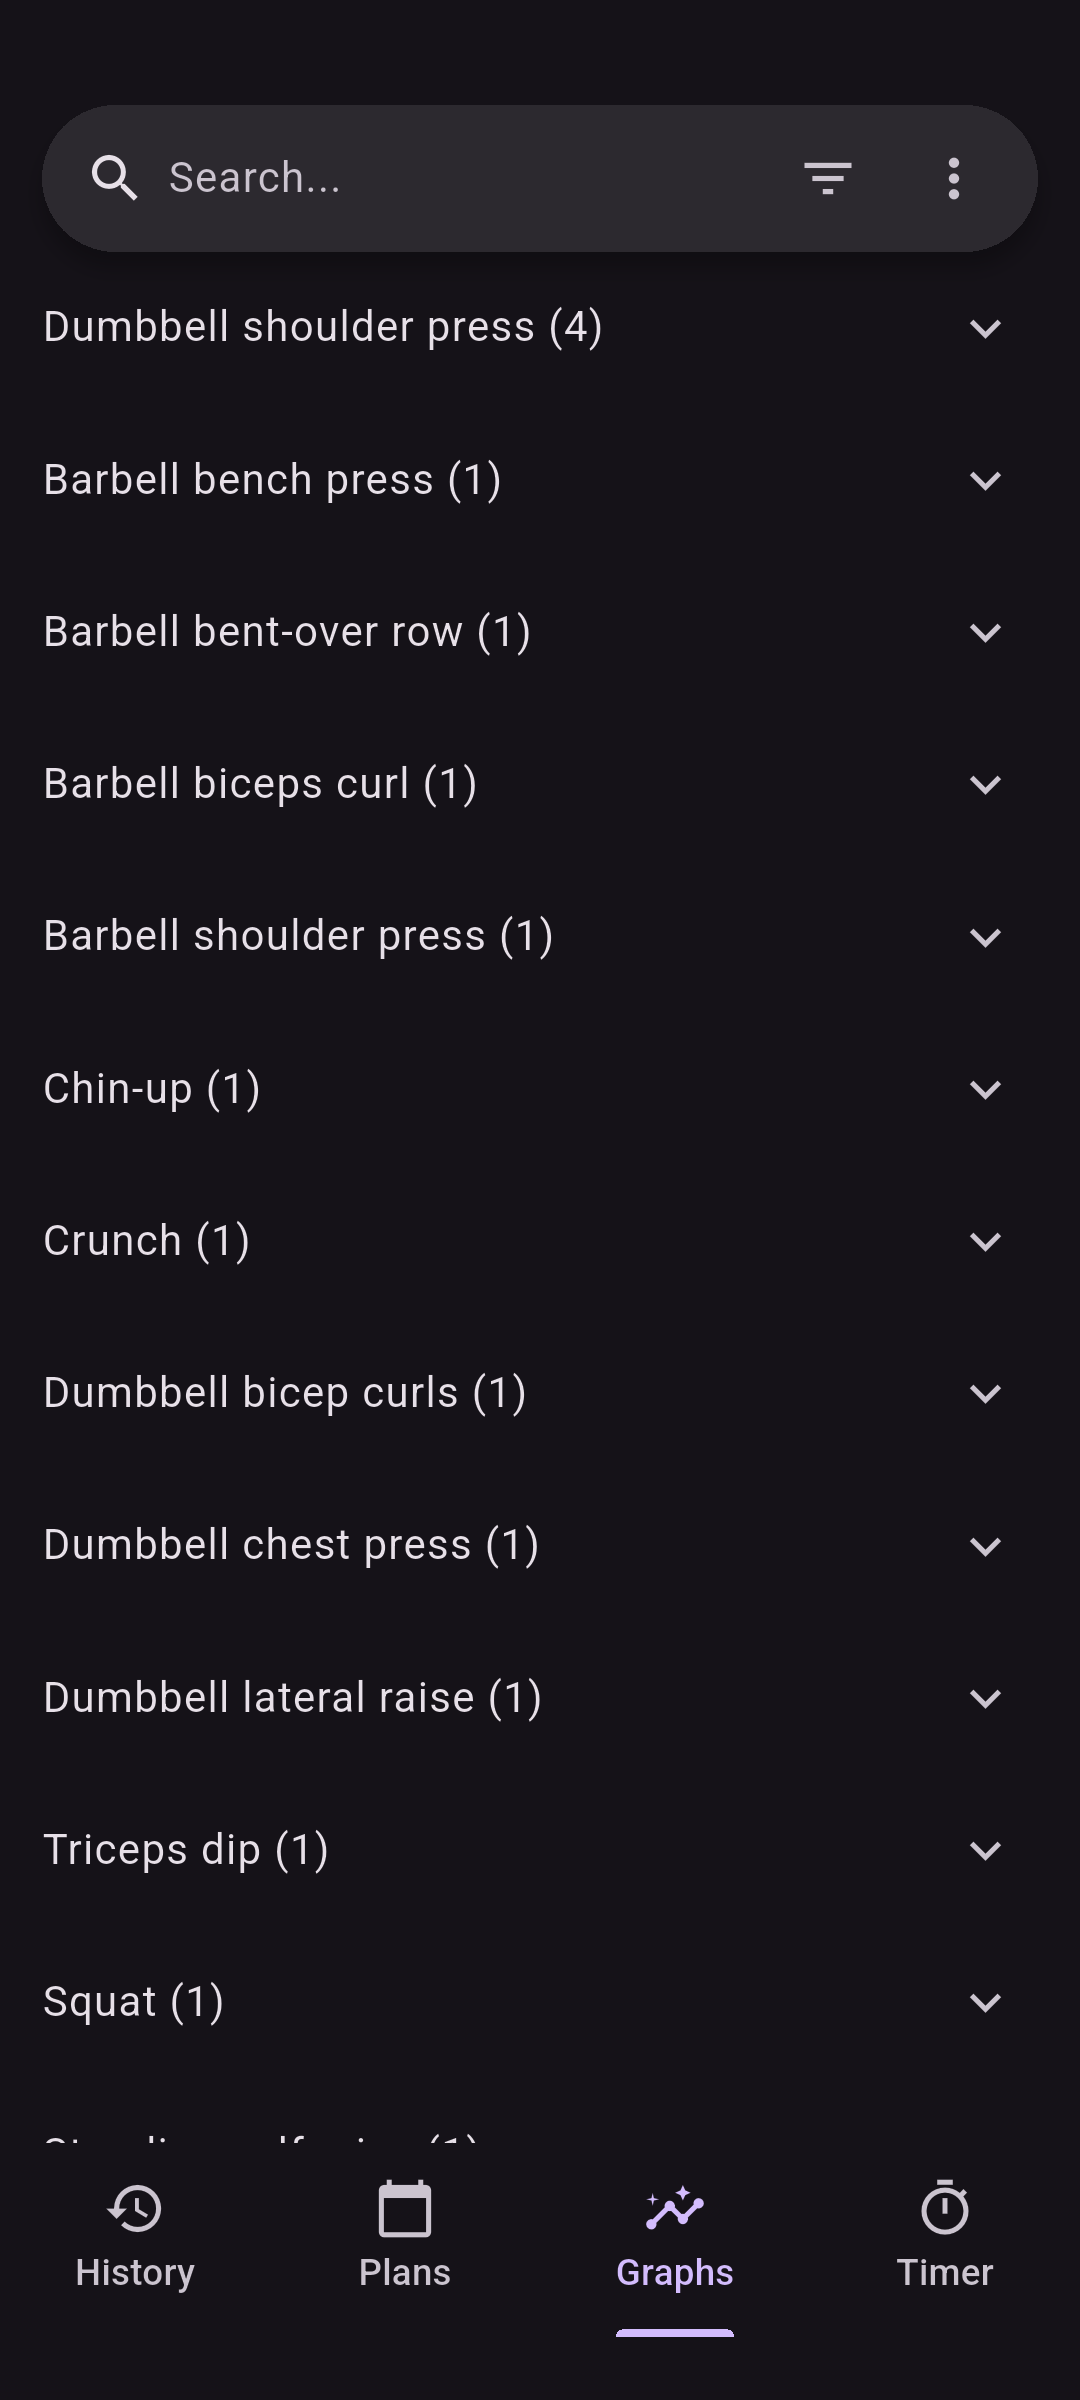 Search...
Dumbbell shoulder press (4)
Barbell bench press (1)
Barbell bent-over row (1)
Barbell biceps curl (1)
Barbell shoulder press (1)
Chin-up (1)
Crunch (1)
Dumbbell bicep curls (1)
Dumbbell chest press (1)
Dumbbell lateral raise (1)
Triceps dip (1)
Squat (1)
History
Plans
Graphs
Timer